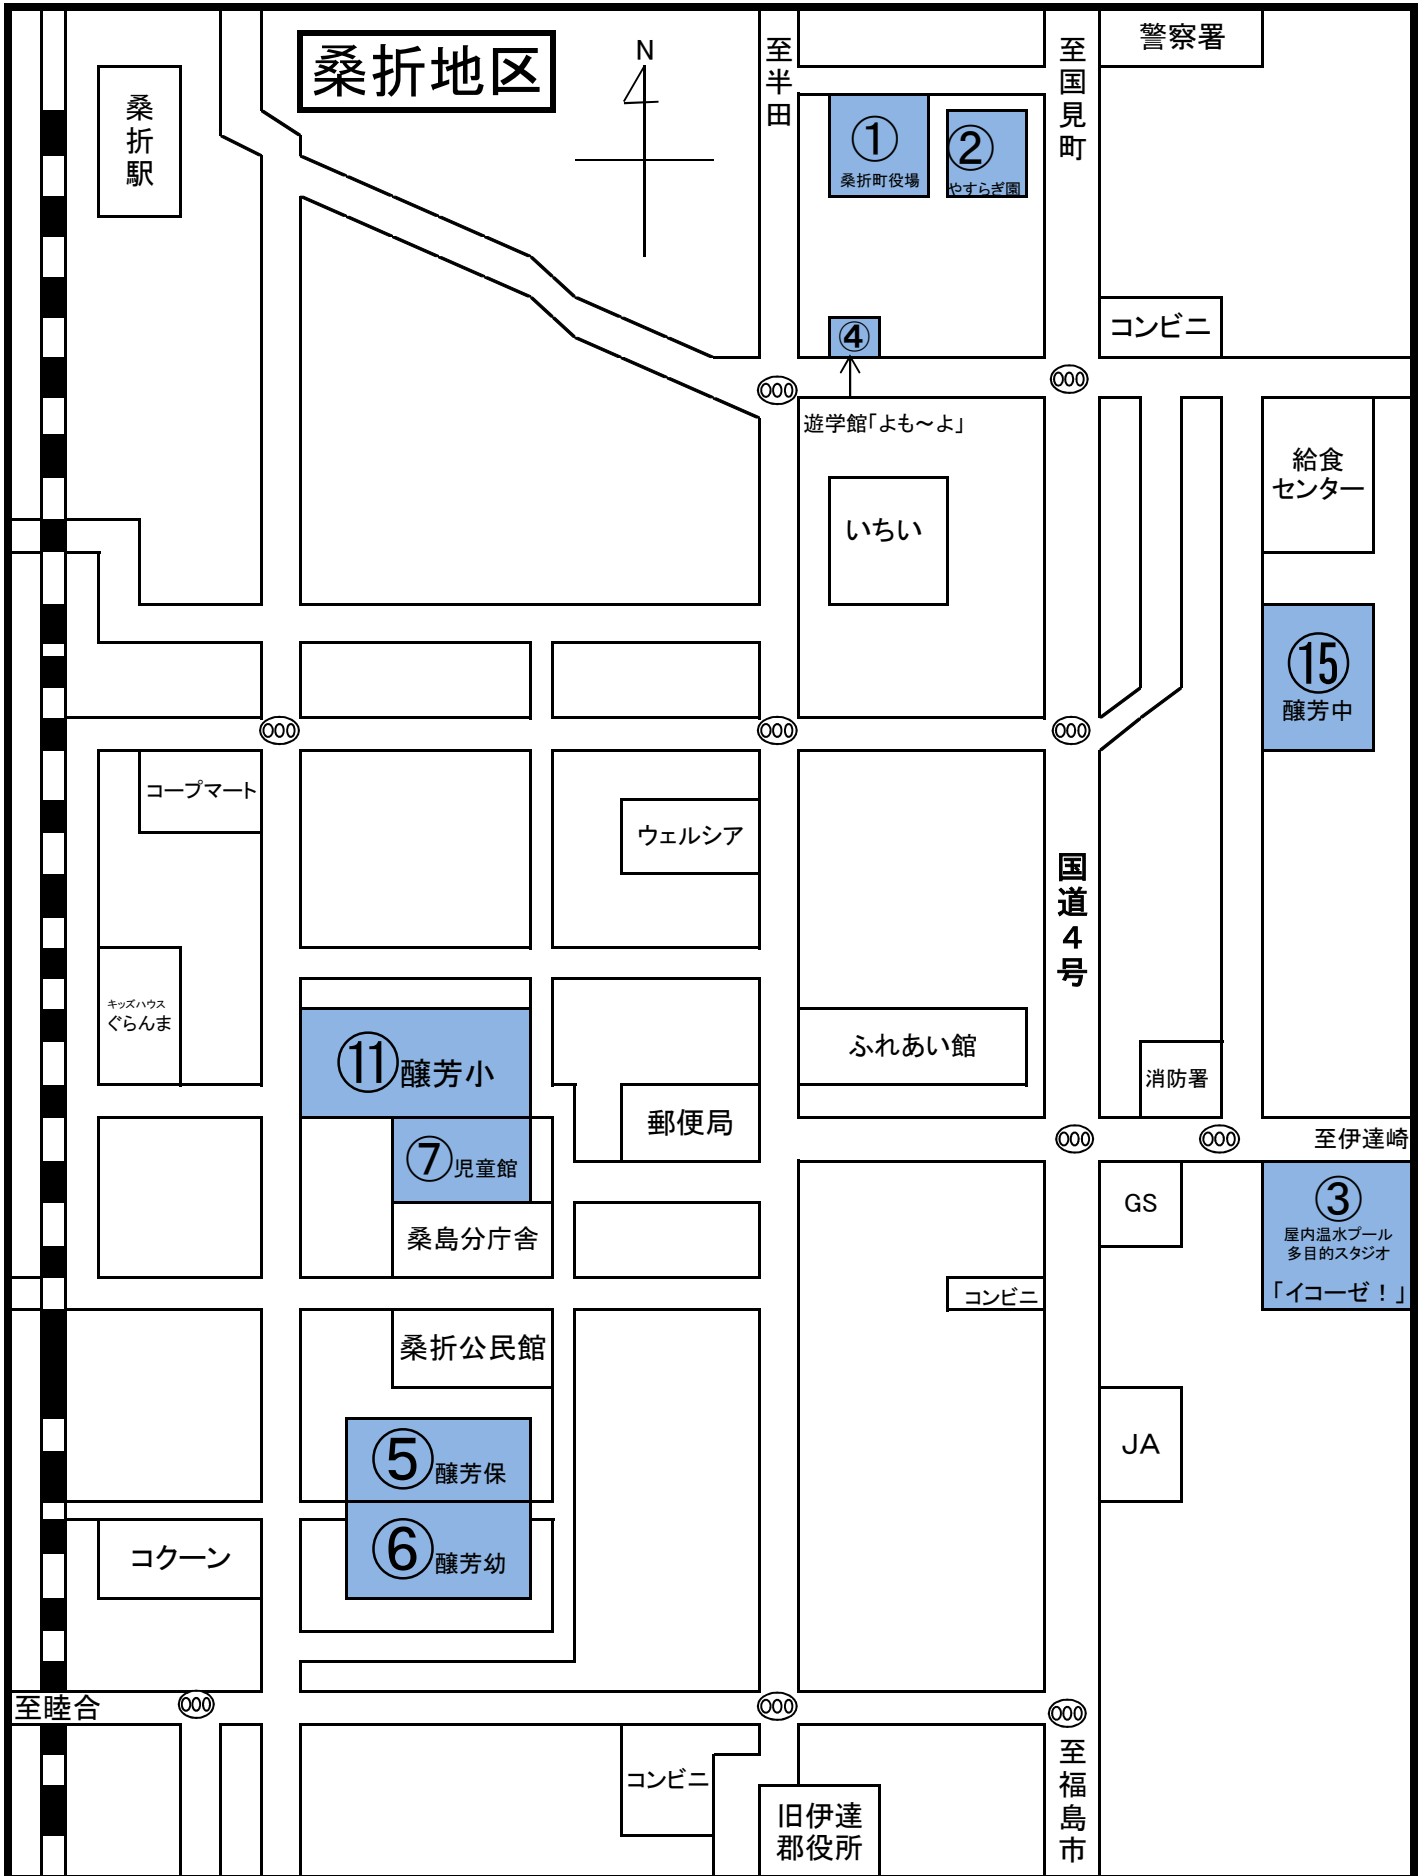 桑折地区
N
至半田
至国見町
警察署
桑折駅
①
桑折町役場
②
やすらぎ園
コンビニ
④
遊学館「よも～よ」
給食
センター
いちい
⑮
醸芳中
コープマート
ウェルシア
国道４号
キッズハウス
ぐらんま
⑪醸芳小
ふれあい館
消防署
郵便局
至伊達崎
⑦児童館
GS
③
屋内温水プール
多目的スタジオ
「イコーゼ！」
桑島分庁舎
コンビニ
桑折公民館
JA
⑤醸芳保
コクーン
⑥醸芳幼
至睦合
コンビニ
至福島市
旧伊達
郡役所